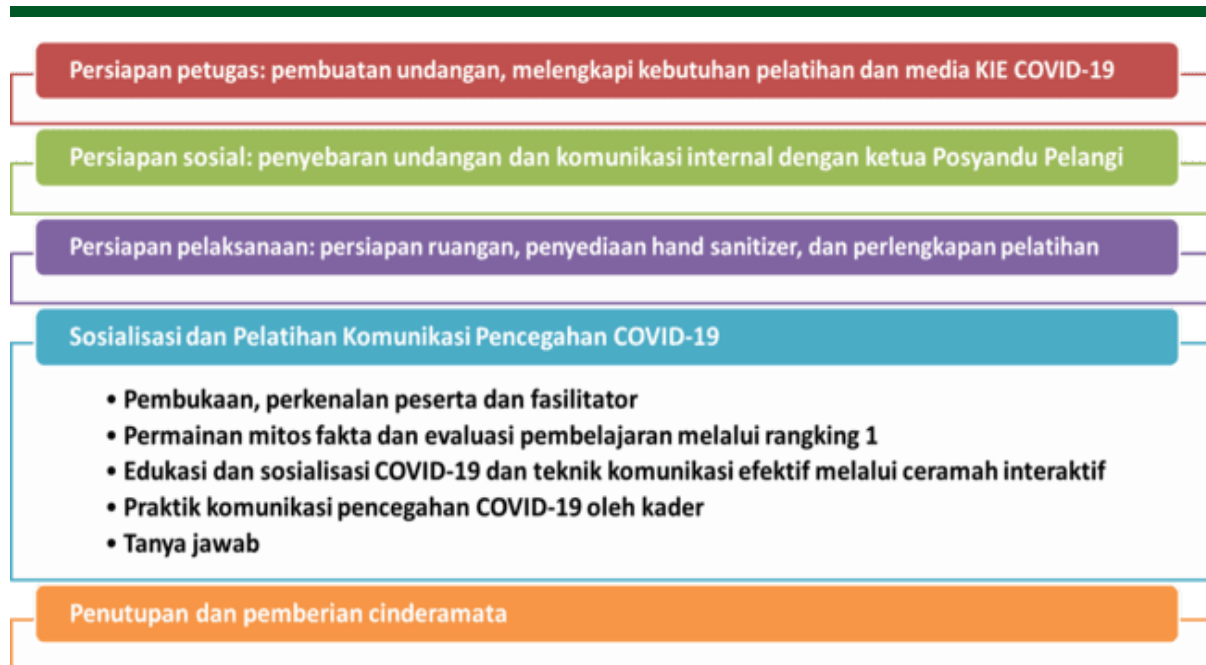 Persiapan petugas: pembuatan undangan, melengkapi kebutuhan pelatihan dan media KIE COVID-19
Persiapan sosial: penyebaran undangan dan komunikasi internal dengan ketua Posyandu Pelangi
Persiapan pelaksanaan: persiapan ruangan, penyediaan hand sanitizer, dan perlengkapan pelatihan
Sosialisasi dan Pelatihan Komunikasi Pencegahan COVID-19
• Pembukaan, perkenalan peserta dan fasilitator
• Permainan mitos fakta dan evaluasi pembelajaran melalui rangking 1
• Edukasi dan sosialisasi COVID-19 dan teknik komunikasi efektif melalui ceramah interaktif
• Praktik komunikasi pencegahan COVID-19 oleh kader
• Tanya jawab
Penutupan dan pemberian cinderamata